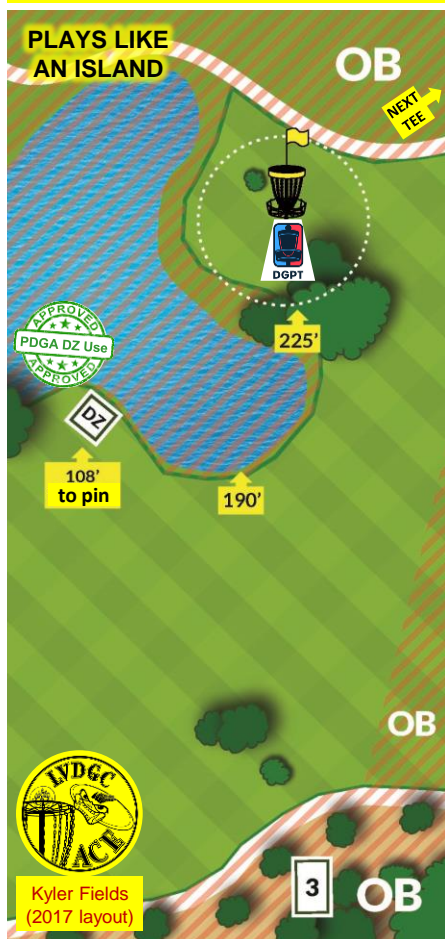 PLAYS LIKE
AN ISLAND
OB
NEXT
TEE
DGPT
225'
APPROVED
PDGA DZ Use
APPROVED
DZ
108'
to pin
190'
OB
LVDGC
ACE
Kyler Fields
(2017 layout)
3
OB